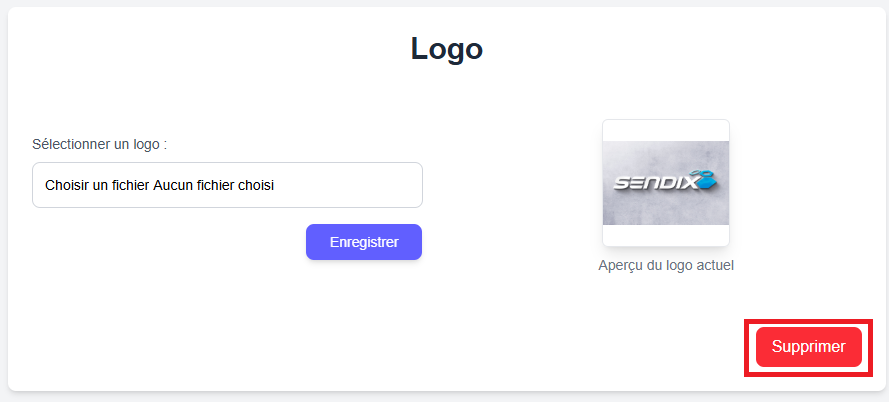 Logo
Sélectionner un logo :
Choisir un fichier Aucun fichier choisi
Enregistrer
SENDIX
Aperçu du logo actuel
Supprimer